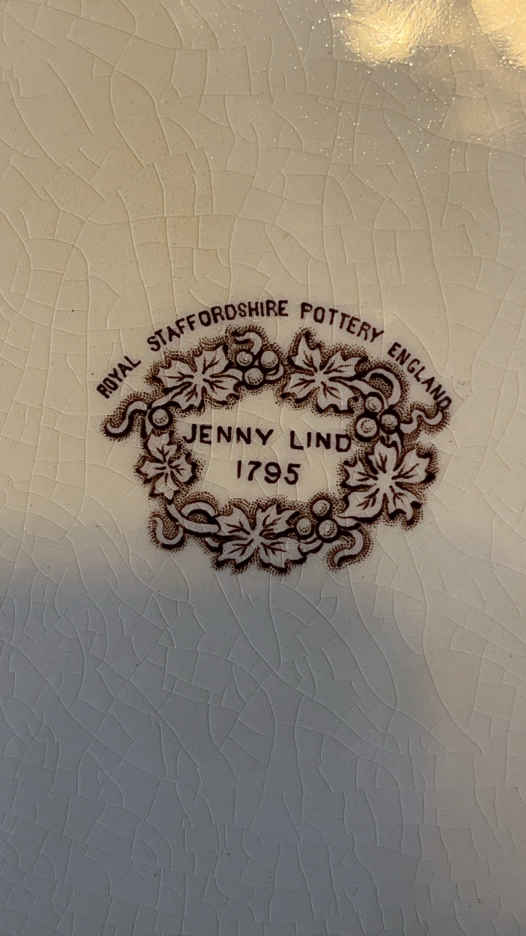 ROYAL STAFFORDSHIRE POTTERY ENGLAND
JENNY LIND
1795